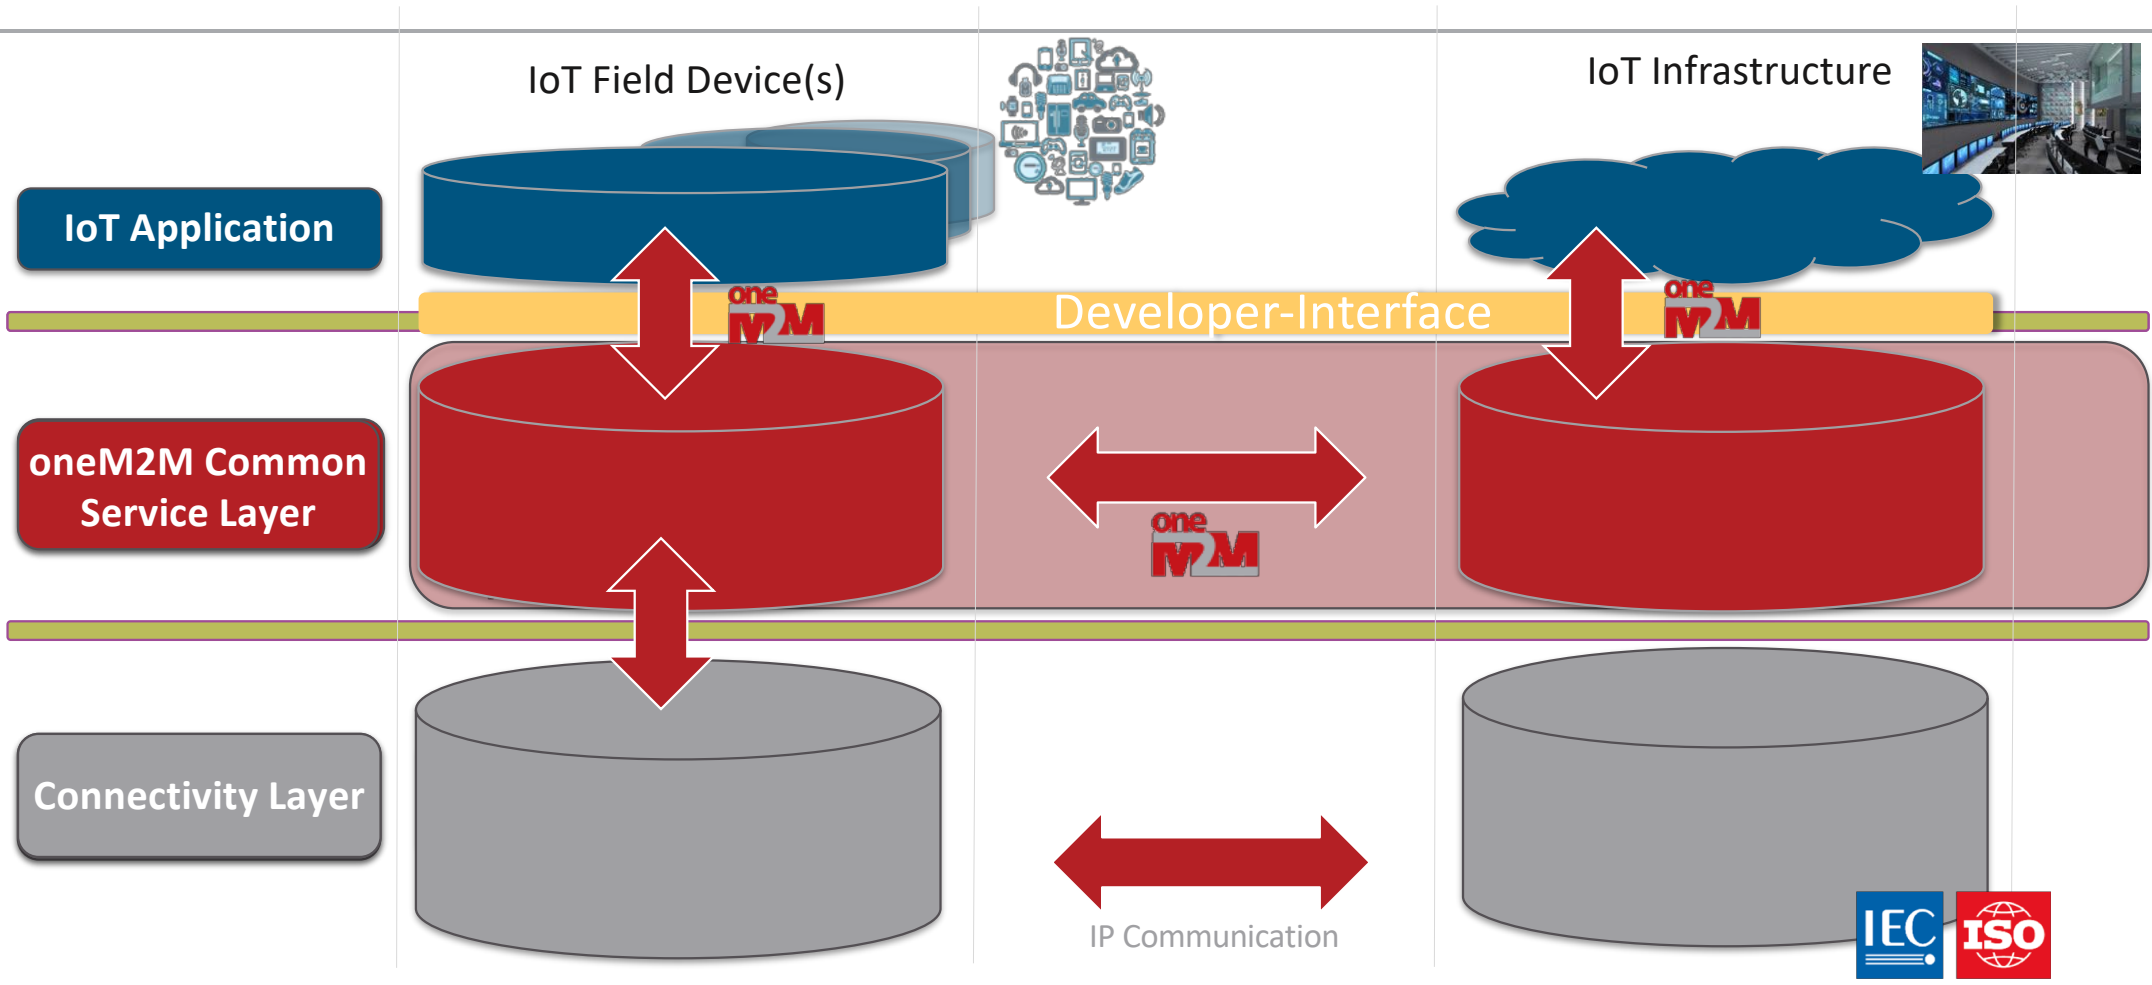 IoT Field Device(s)
IoT Infrastructure
IoT Application
one
M2M
Developer-Interface
one
M2M
oneM2M Common
Service Layer
one
M2M
Connectivity Layer
IP Communication
IEC
ISO